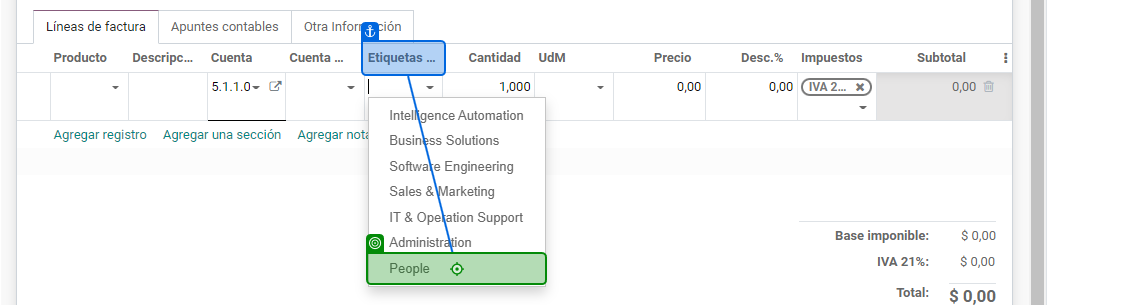 Líneas de factura Apuntes contables Otra Información
Producto Descripc... Cuenta Cuenta ... Etiquetas ... Cantidad UdM Precio Desc.% Impuestos Subtotal
5.1.1.0 1,000 0,00 0,00 IVA 2... 0,00
Agregar registro Agregar una sección Agregar nota
Intelligence Automation
Business Solutions
Software Engineering
Sales & Marketing
IT & Operation Support
Administration
People
Base imponible: $ 0,00
IVA 21%: $ 0,00
Total: $ 0,00